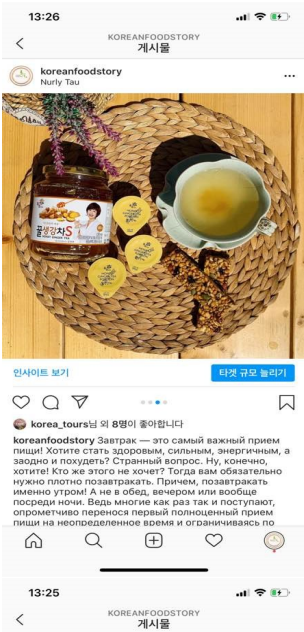 13:26
KOREANFOODSTORY
게시물
koreanfoodstory
Nurly Tau
꿀생강차S
인사이트 보기
타겟 규모 늘리기
korea_tours님 외 8명이 좋아합니다
koreanfoodstory Завтрак — это самый важный прием
пищи! Хотите стать здоровым, сильным, энергичным, а
заодно и похудеть? Странный вопрос. Ну, конечно,
хотите! Кто же этого не хочет? Тогда вам обязательно
нужно плотно позавтракать. Причем, позавтракать
именно утром! А не в обед, вечером или вообще
посреди ночи. Ведь многие как раз так и поступают,
опрометчиво перенося первый полноценный прием
пищи на неопределенное время и ограничиваясь по
13:25
KOREANFOODSTORY
게시물